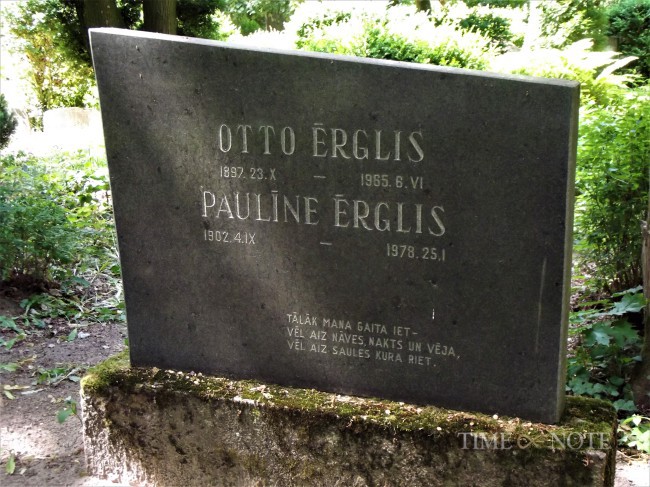 OTTO ĒRGLIS
1897.23.X — 1965.6.VI
PAULĪNE ĒRGLIS
1902.4.IX — 1978.25.I
TĀLĀK MANA GAITA IET-
VĒL AIZ NĀVES, NAKTS UN VĒJA,
VĒL AIZ SAULES KURA RIET.
TIME & NOTE